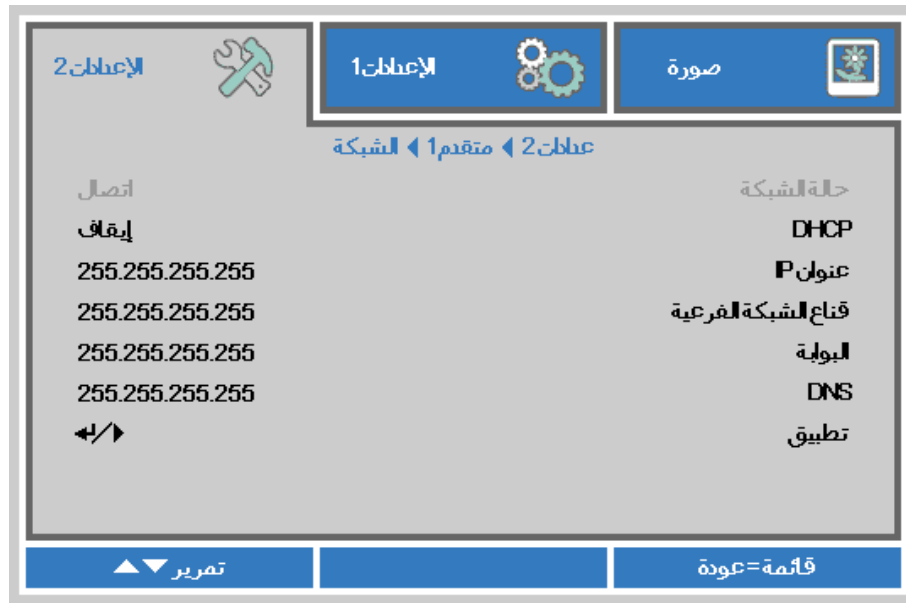 صورة
الإعدادات1
الإعدادات2
عدادات2 ◀ متقدم1 ◀ الشبكة
حالة الشبكة اتصال
DHCP إيقاف
عنوان IP 255.255.255.255
قناع الشبكة الفرعية 255.255.255.255
البوابة 255.255.255.255
DNS 255.255.255.255
تطبيق ↵/▶
قائمة=عودة
تمرير ▼▲